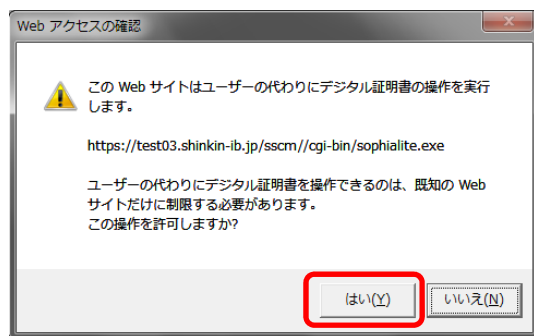 Web アクセスの確認
この Web サイトはユーザーの代わりにデジタル証明書の操作を実行
します。
https://test03.shinkin-ib.jp/sscm//cgi-bin/sophialite.exe
ユーザーの代わりにデジタル証明書を操作できるのは、既知の Web
サイトだけに制限する必要があります。
この操作を許可しますか?
はい(Y) いいえ(N)